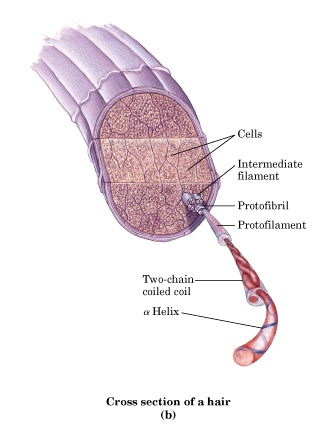 Cells
Intermediate
filament
Protofibril
Protofilament
Two-chain
coiled coil
α Helix
Cross section of a hair
(b)